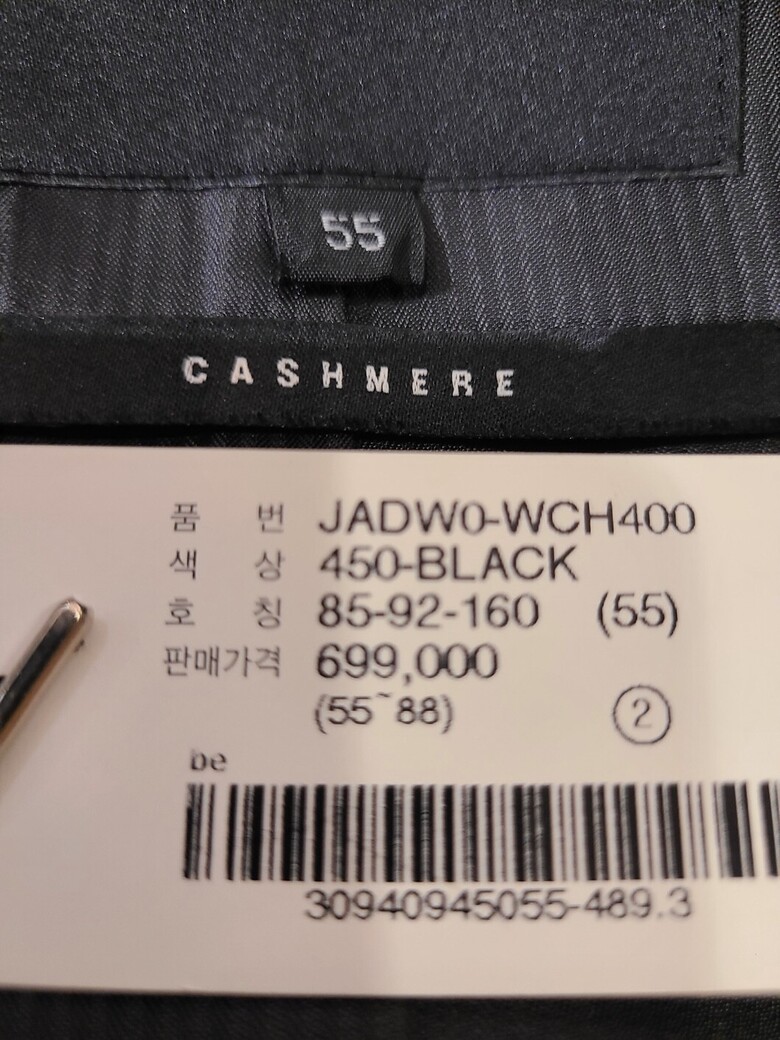 55
CASHMERE
품 번 JADW0-WCH400
색 상 450-BLACK
호 칭 85-92-160 (55)
판매가격 699,000
(55~88) ②
be
30940945055-489.3